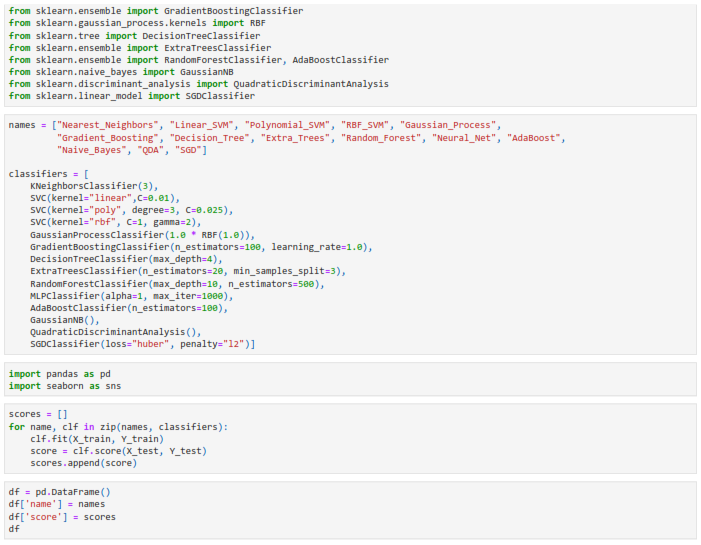 from sklearn.ensemble import GradientBoostingClassifier
from sklearn.gaussian_process.kernels import RBF
from sklearn.tree import DecisionTreeClassifier
from sklearn.ensemble import ExtraTreesClassifier
from sklearn.ensemble import RandomForestClassifier, AdaBoostClassifier
from sklearn.naive_bayes import GaussianNB
from sklearn.discriminant_analysis import QuadraticDiscriminantAnalysis
from sklearn.linear_model import SGDClassifier
names = ["Nearest_Neighbors", "Linear_SVM", "Polynomial_SVM", "RBF_SVM", "Gaussian_Process",
         "Gradient_Boosting", "Decision_Tree", "Extra_Trees", "Random_Forest", "Neural_Net", "AdaBoost",
         "Naive_Bayes", "QDA", "SGD"]
classifiers = [
    KNeighborsClassifier(3),
    SVC(kernel="linear",C=0.01),
    SVC(kernel="poly", degree=3, C=0.025),
    SVC(kernel="rbf", C=1, gamma=2),
    GaussianProcessClassifier(1.0 * RBF(1.0)),
    GradientBoostingClassifier(n_estimators=100, learning_rate=1.0),
    DecisionTreeClassifier(max_depth=4),
    ExtraTreesClassifier(n_estimators=20, min_samples_split=3),
    RandomForestClassifier(max_depth=10, n_estimators=500),
    MLPClassifier(alpha=1, max_iter=1000),
    AdaBoostClassifier(n_estimators=100),
    GaussianNB(),
    QuadraticDiscriminantAnalysis(),
    SGDClassifier(loss="huber", penalty="l2")]
import pandas as pd
import seaborn as sns
scores = []
for name, clf in zip(names, classifiers):
    clf.fit(X_train, Y_train)
    score = clf.score(X_test, Y_test)
    scores.append(score)
df = pd.DataFrame()
df['name'] = names
df['score'] = scores
df